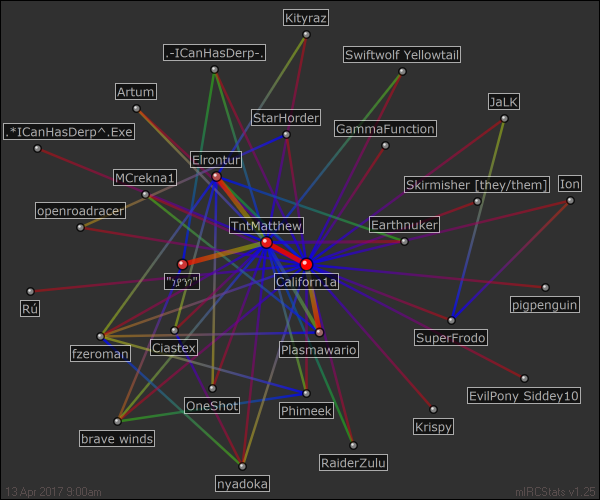 Kityraz
.-ICanHasDerp-.
Swiftwolf Yellowtail
Artum
JaLK
StarHorder
GammaFunction
.*ICanHasDerp^.Exe
Elrontur
MCrekna1
Skirmisher [they/them]
Ion
openroadracer
TntMatthew
Earthnuker
Californ1a
Rú
pigpenguin
SuperFrodo
fzeroman
Ciastex
Plasmawario
EvilPony Siddey10
OneShot
Phimeek
Krispy
brave winds
RaiderZulu
nyadoka
13 Apr 2017 9:00am
mIRCStats v1.25